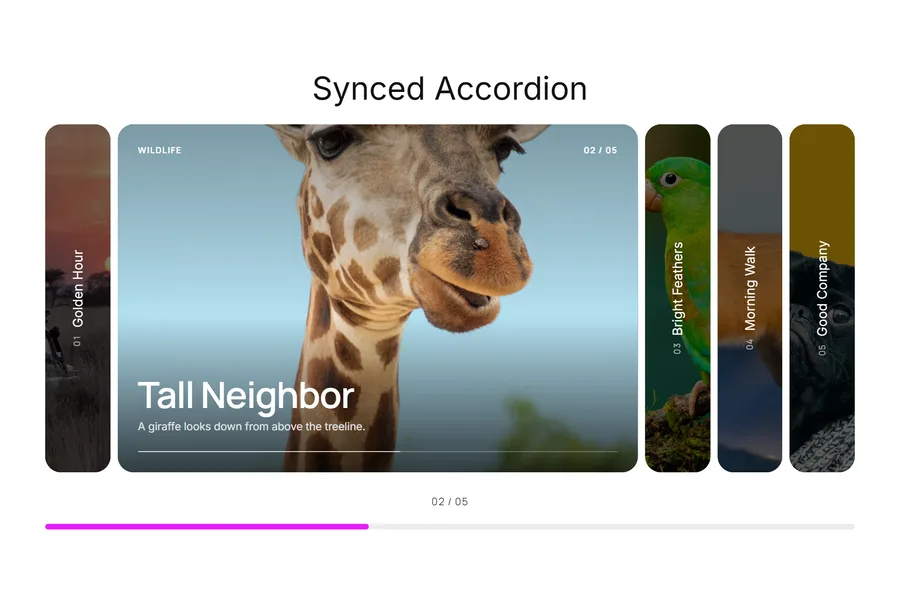 Synced Accordion
01 Golden Hour
WILDLIFE
02 / 05
Tall Neighbor
A giraffe looks down from above the treeline.
03 Bright Feathers
04 Morning Walk
05 Good Company
02 / 05